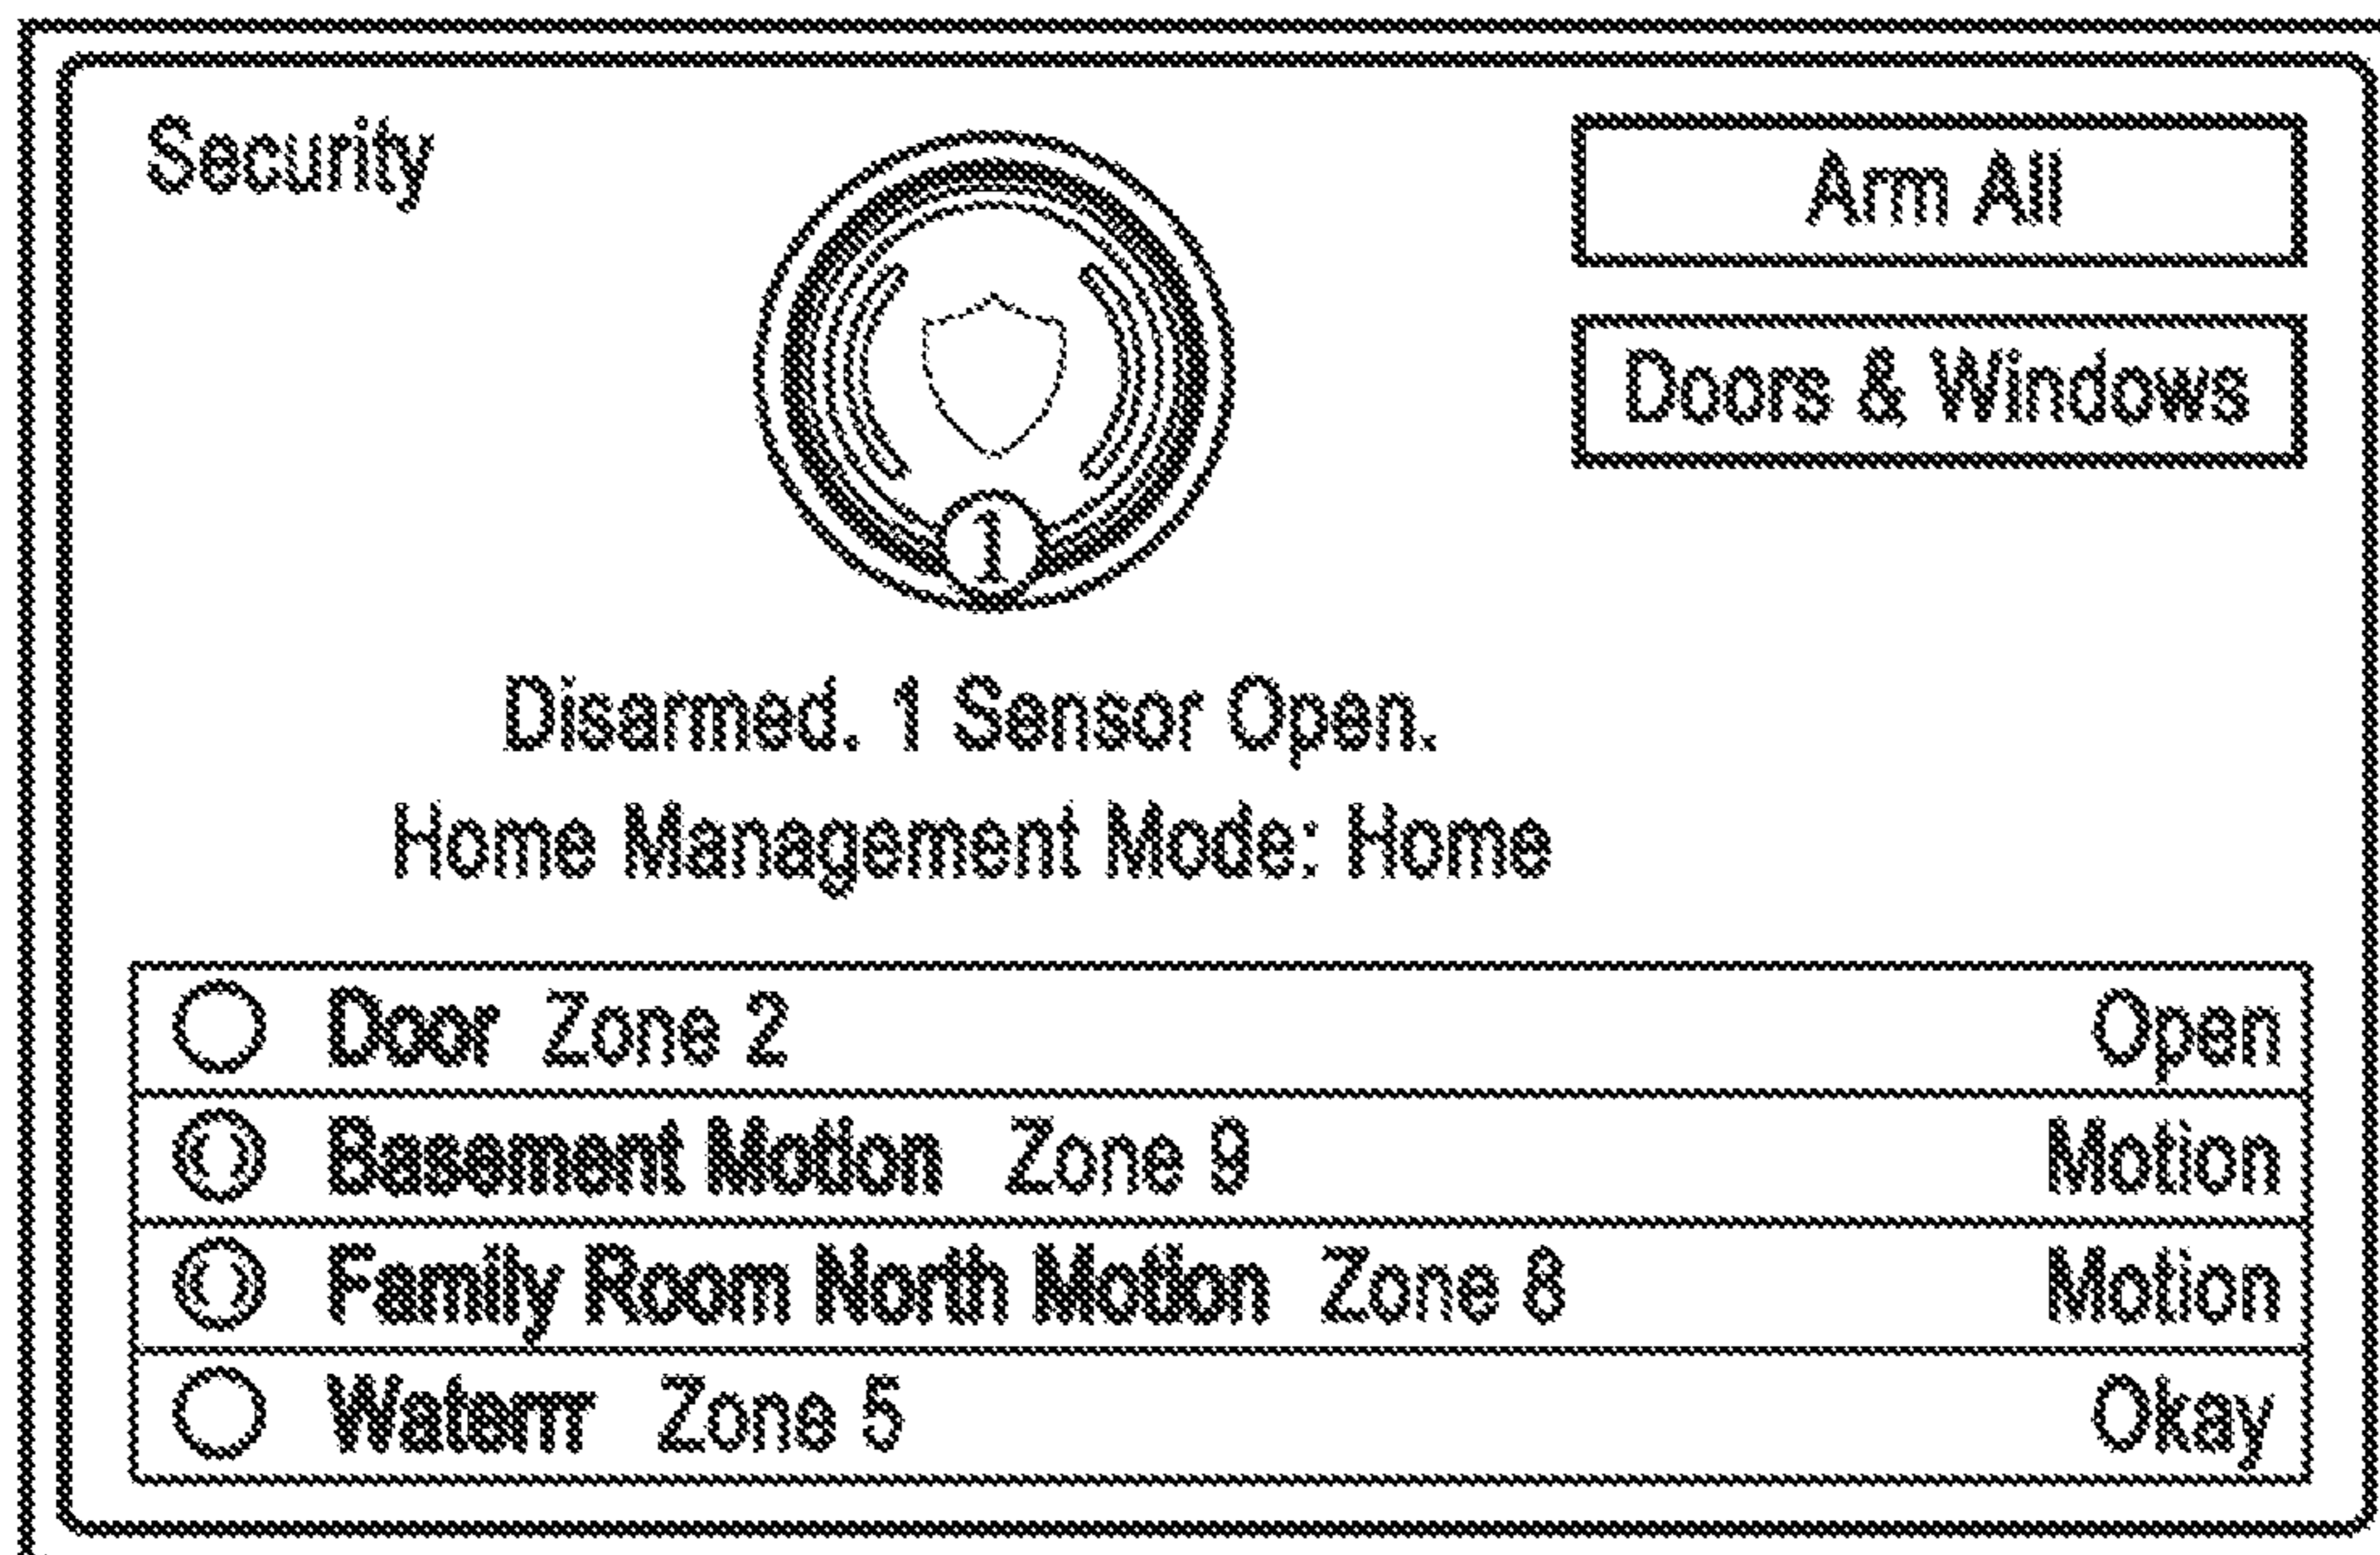 Security
Arm All
Doors & Windows
1
Disarmed. 1 Sensor Open.
Home Management Mode: Home
Door Zone 2 Open
Basement Motion Zone 9 Motion
Family Room North Motion Zone 8 Motion
Waterrr Zone 5 Okay